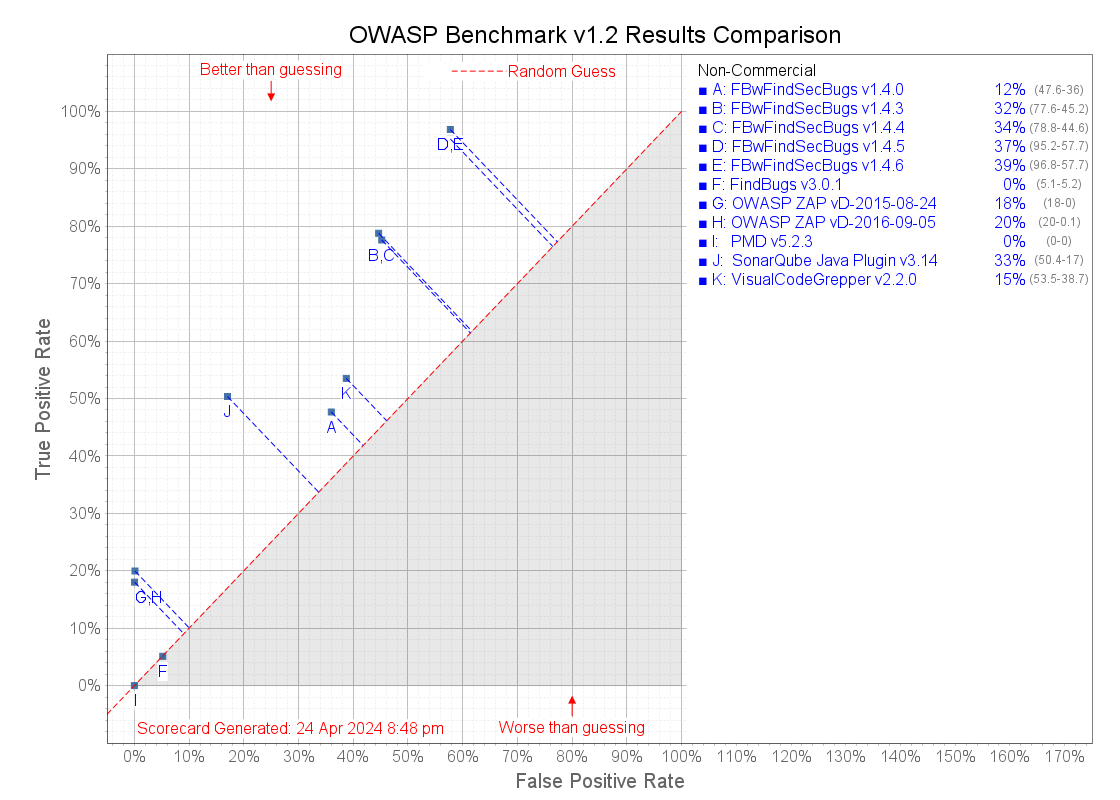 OWASP Benchmark v1.2 Results Comparison
Better than guessing
Random Guess
Non-Commercial
A: FBwFindSecBugs v1.4.0 12% (47.6-36)
B: FBwFindSecBugs v1.4.3 32% (77.6-45.2)
C: FBwFindSecBugs v1.4.4 34% (78.8-44.6)
D: FBwFindSecBugs v1.4.5 37% (95.2-57.7)
E: FBwFindSecBugs v1.4.6 39% (96.8-57.7)
F: FindBugs v3.0.1 0% (5.1-5.2)
G: OWASP ZAP vD-2015-08-24 18% (18-0)
H: OWASP ZAP vD-2016-09-05 20% (20-0.1)
I: PMD v5.2.3 0% (0-0)
J: SonarQube Java Plugin v3.14 33% (50.4-17)
K: VisualCodeGrepper v2.2.0 15% (53.5-38.7)
True Positive Rate
100%
90%
80%
70%
60%
50%
40%
30%
20%
10%
0%
D,E
B,C
K
J
A
G,H
F
I
Scorecard Generated: 24 Apr 2024 8:48 pm
Worse than guessing
0% 10% 20% 30% 40% 50% 60% 70% 80% 90% 100% 110% 120% 130% 140% 150% 160% 170%
False Positive Rate